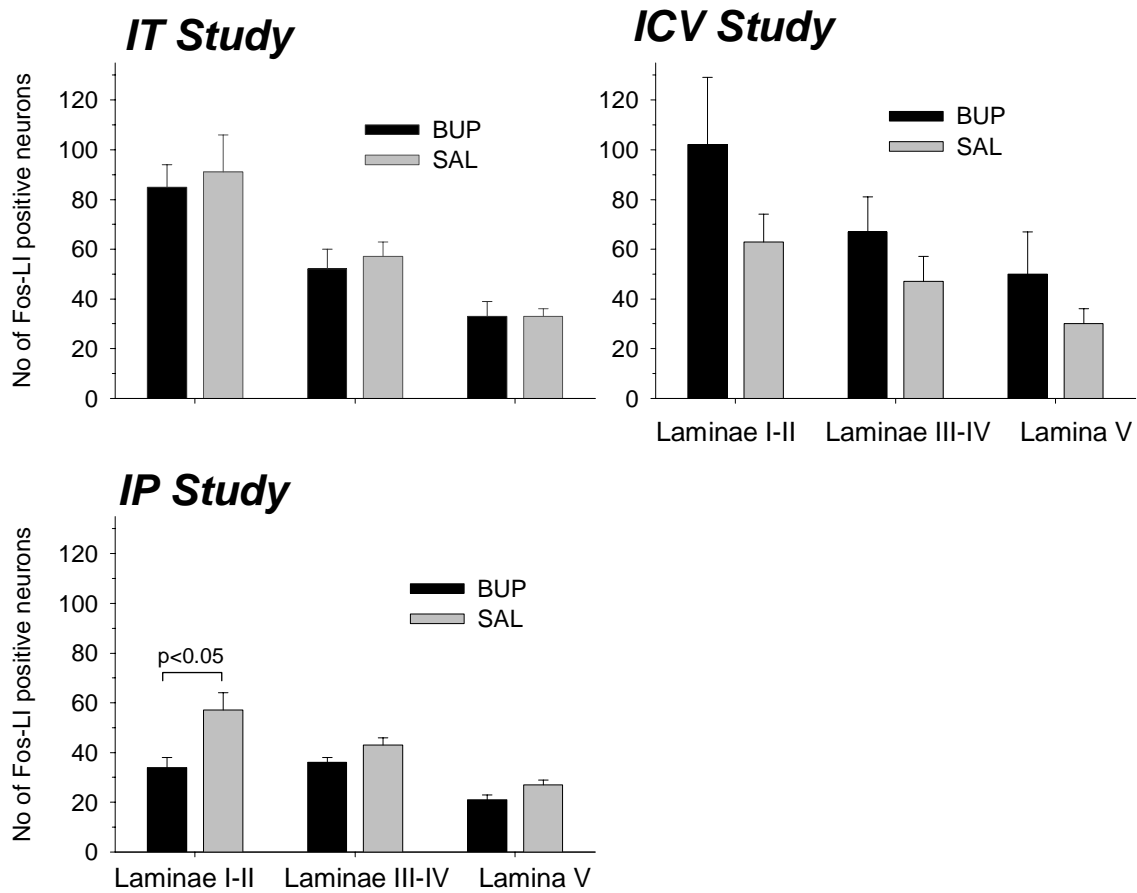 IT Study
No of Fos-LI positive neurons
120
100
80
60
40
20
0
BUP
SAL
ICV Study
120
100
80
60
40
20
0
BUP
SAL
Laminae I-II Laminae III-IV Lamina V
IP Study
No of Fos-LI positive neurons
120
100
80
60
40
20
0
BUP
SAL
p<0.05
Laminae I-II Laminae III-IV Lamina V